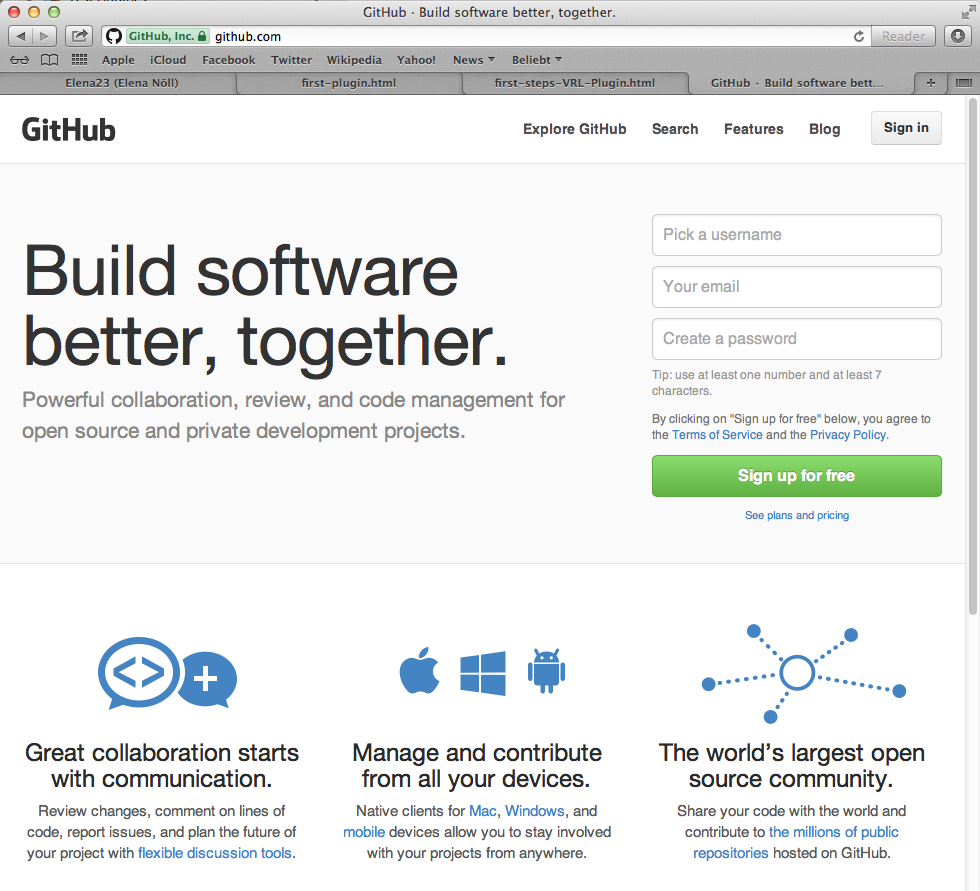 GitHub · Build software better, together.
GitHub, Inc. github.com Reader
Apple iCloud Facebook Twitter Wikipedia Yahoo! News Beliebt
Elena23 (Elena Nöll) first-plugin.html first-steps-VRL-Plugin.html GitHub · Build software bett... +
GitHub Explore GitHub Search Features Blog Sign in
Build software
better, together.
Powerful collaboration, review, and code management for
open source and private development projects.
Pick a username
Your email
Create a password
Tip: use at least one number and at least 7
characters.
By clicking on "Sign up for free" below, you agree to
the Terms of Service and the Privacy Policy.
Sign up for free
See plans and pricing
Great collaboration starts
with communication.
Review changes, comment on lines of
code, report issues, and plan the future of
your project with flexible discussion tools.
Manage and contribute
from all your devices.
Native clients for Mac, Windows, and
mobile devices allow you to stay involved
with your projects from anywhere.
The world’s largest open
source community.
Share your code with the world and
contribute to the millions of public
repositories hosted on GitHub.